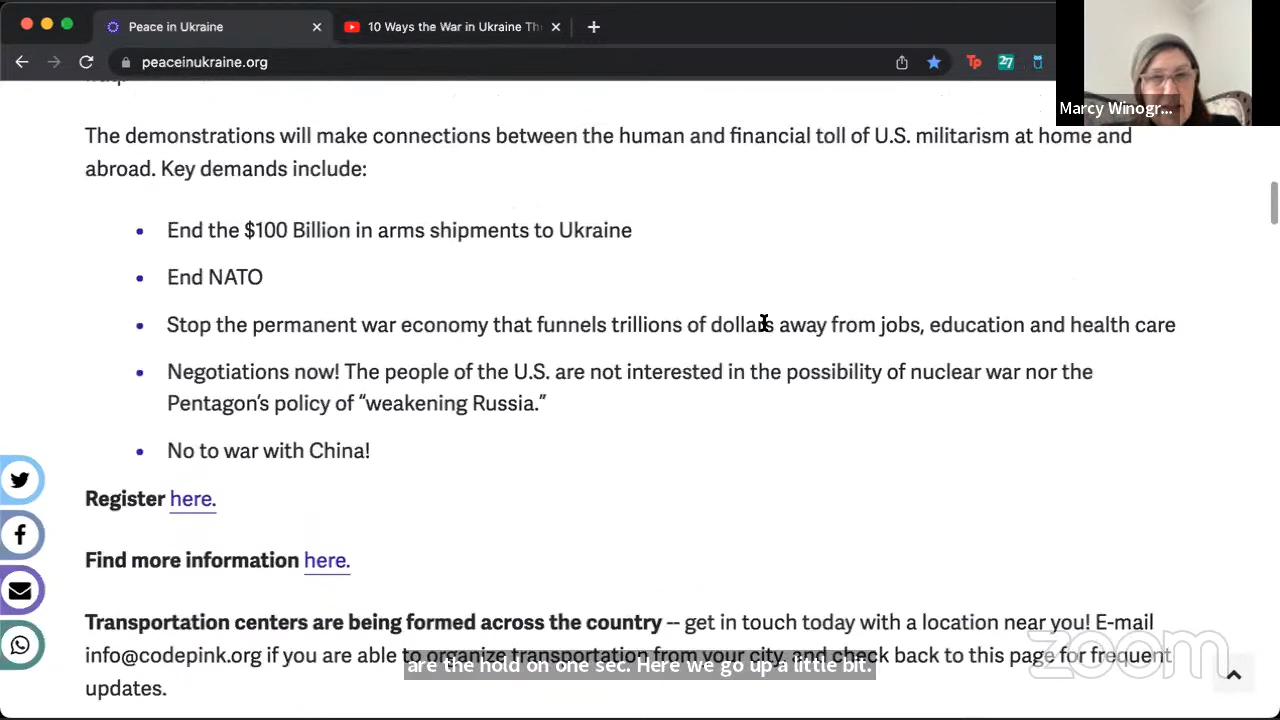 Peace in Ukraine
10 Ways the War in Ukraine Th
peaceinukraine.org
Tp
27
Marcy Winogr...
The demonstrations will make connections between the human and financial toll of U.S. militarism at home and
abroad. Key demands include:
End the $100 Billion in arms shipments to Ukraine
End NATO
Stop the permanent war economy that funnels trillions of dollars away from jobs, education and health care
Negotiations now! The people of the U.S. are not interested in the possibility of nuclear war nor the
Pentagon's policy of “weakening Russia.”
No to war with China!
Register here.
Find more information here.
Transportation centers are being formed across the country -- get in touch today with a location near you! E-mail
info@codepink.org if you are able to organize transportation from your city, and check back to this page for frequent
updates.
are the hold on one sec. Here we go up a little bit.
zoom